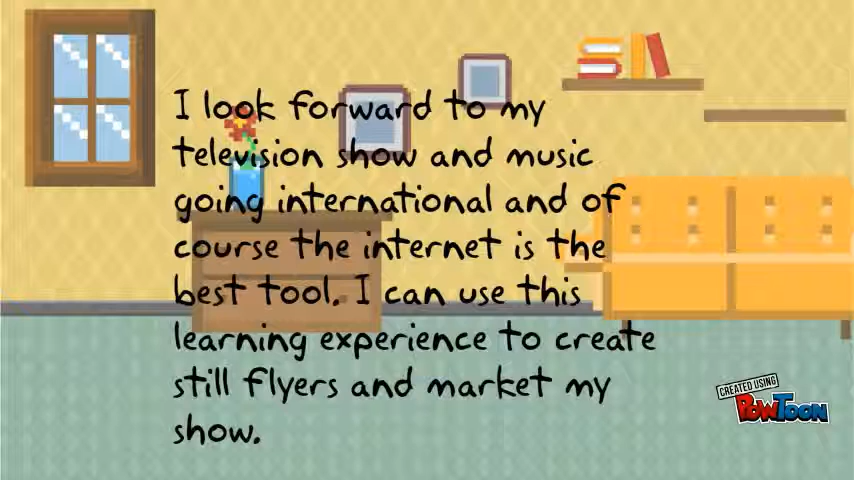 I look forward to my
television show and music
going international and of
course the internet is the
best tool. I can use this
learning experience to create
still flyers and market my
show.
CREATED USING
POWTOON